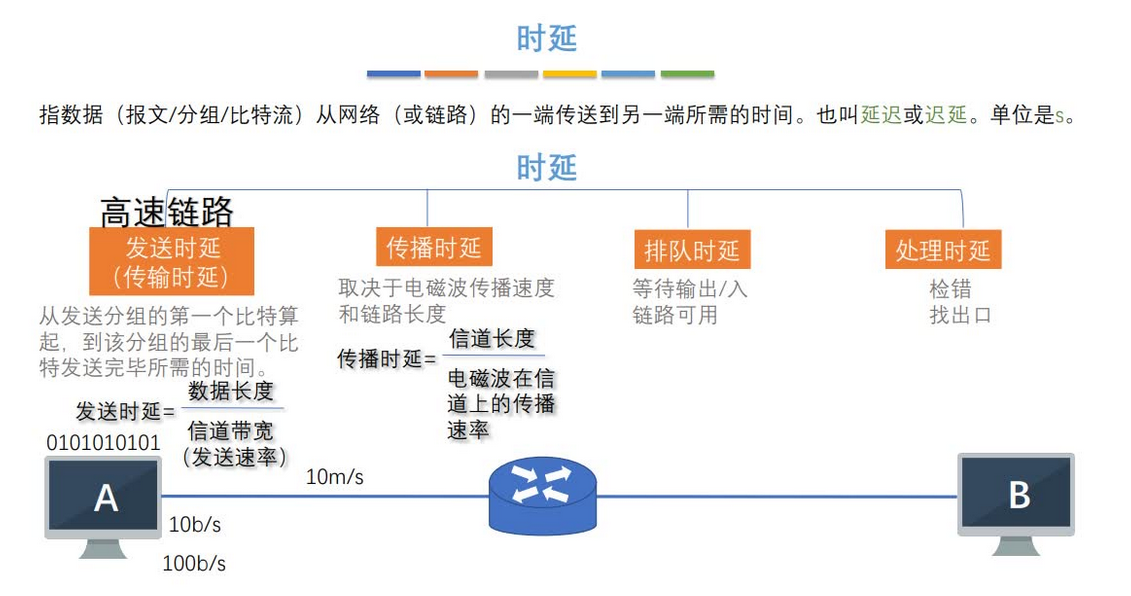 时延
指数据（报文/分组/比特流）从网络（或链路）的一端传送到另一端所需的时间。也叫延迟或迟延。单位是s。
时延
高速链路
发送时延
（传输时延）
从发送分组的第一个比特算
起，到该分组的最后一个比
特发送完毕所需的时间。
发送时延=
数据长度
信道带宽
（发送速率）
传播时延
取决于电磁波传播速度
和链路长度
传播时延=
信道长度
电磁波在信
道上的传播
速率
排队时延
等待输出/入
链路可用
处理时延
检错
找出口
0101010101
A
10m/s
10b/s
100b/s
B